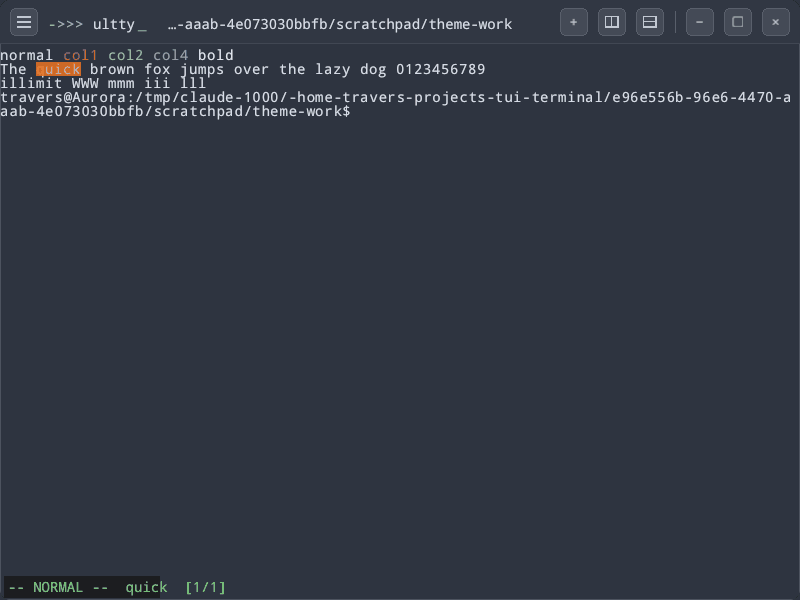 ->>> ultty_ …-aaab-4e073030bbfb/scratchpad/theme-work
normal col1 col2 col4 bold
The quick brown fox jumps over the lazy dog 0123456789
illimit WWW mmm iii lll
travers@Aurora:/tmp/claude-1000/-home-travers-projects-tui-terminal/e96e556b-96e6-4470-a
aab-4e073030bbfb/scratchpad/theme-work$
-- NORMAL -- quick [1/1]